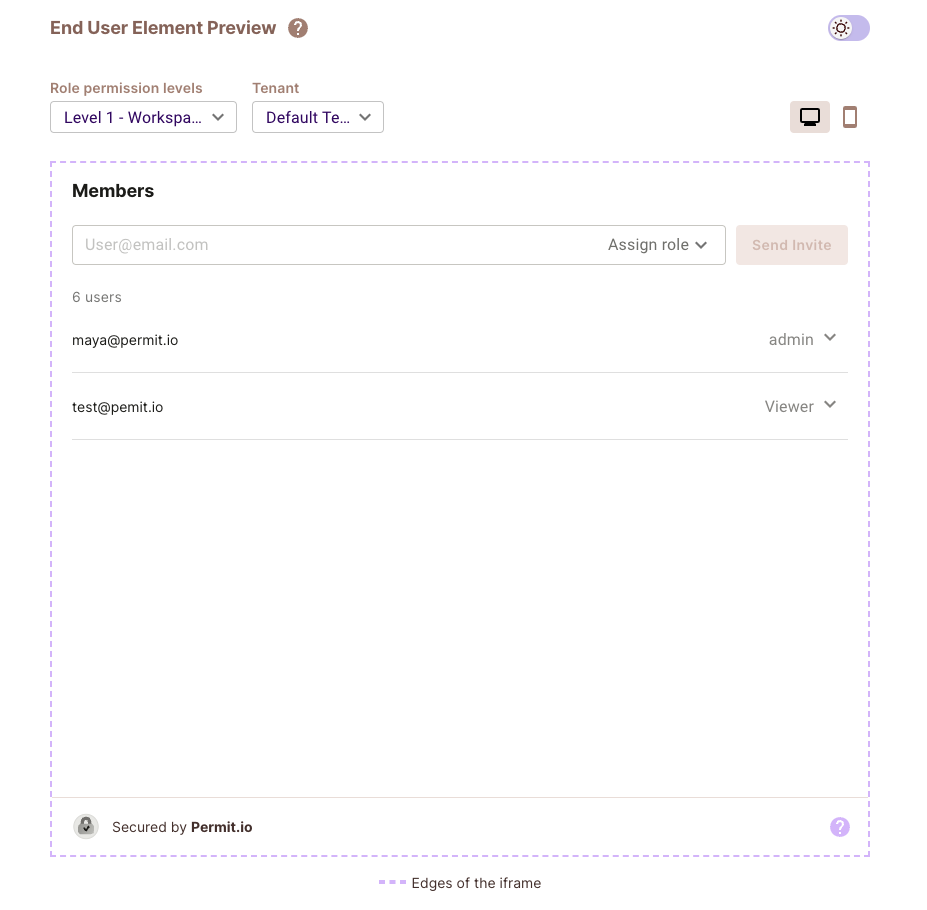 End User Element Preview ?
Role permission levels
Tenant
Level 1 - Workspa...
Default Te...
Members
User@email.com
Assign role
Send Invite
6 users
maya@permit.io
admin
test@pemit.io
Viewer
Secured by Permit.io
?
Edges of the iframe